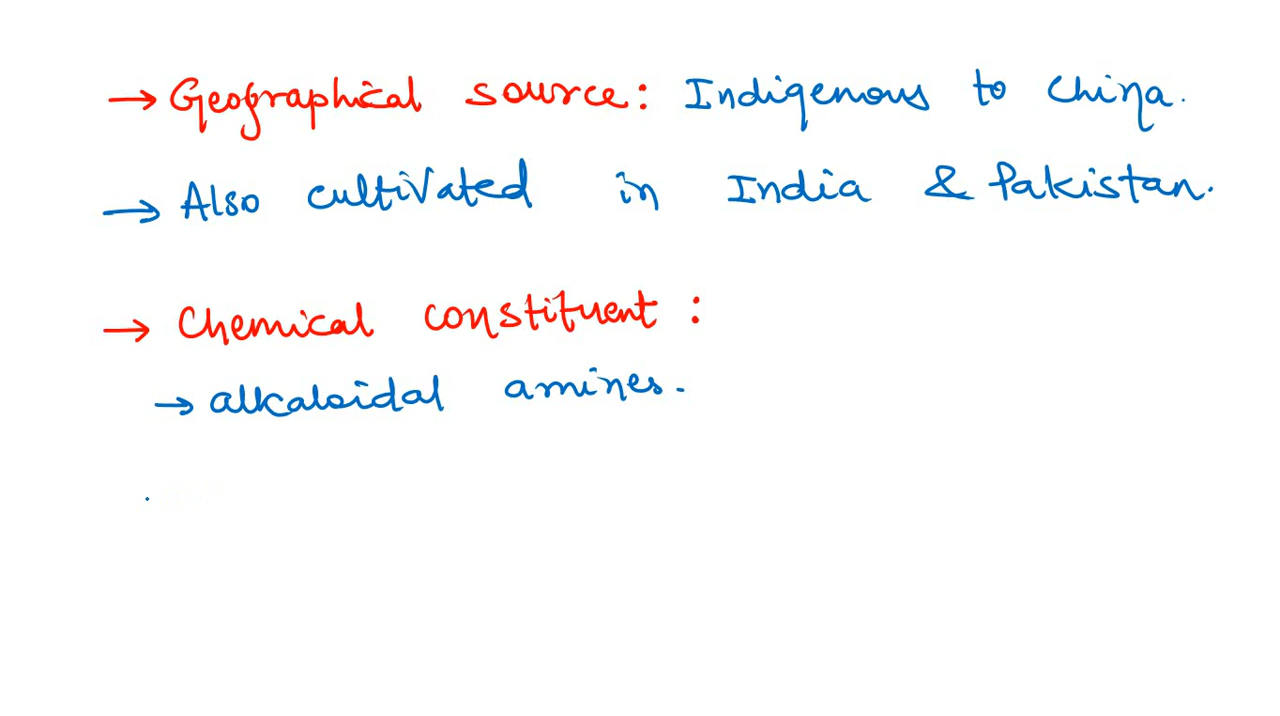 → Geographical source: Indigenous to China.
→ Also cultivated in India & Pakistan.
→ Chemical constituent :
→ alkaloidal amines.